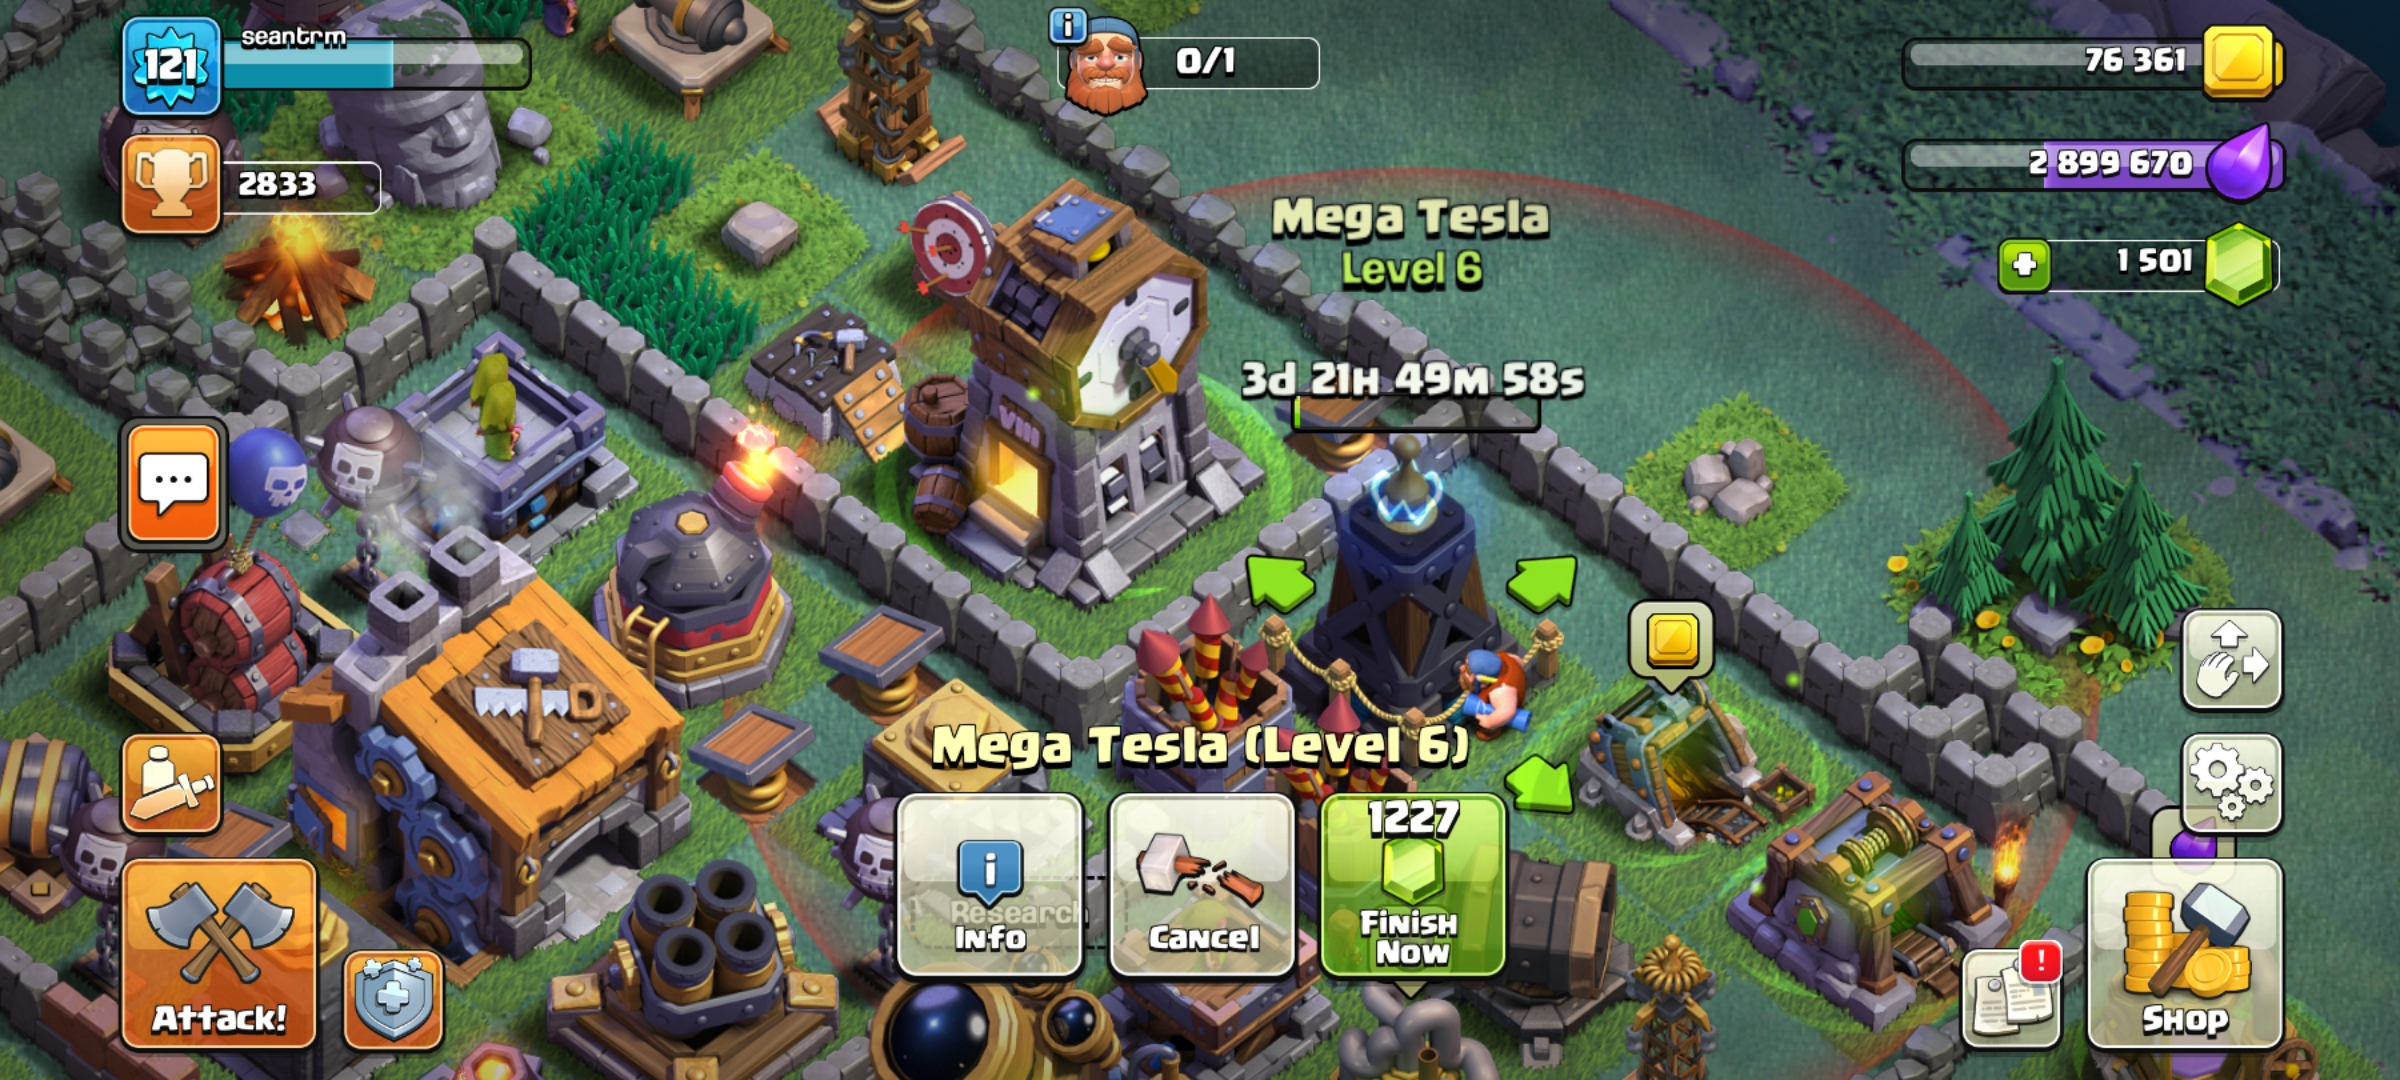 121
seantrm
0/1
76 361
2833
2 899 670
Mega Tesla
Level 6
1 501
3d 21H 49M 58s
VIII
Mega Tesla (Level 6)
1227
Research
Info
Cancel
Finish
Now
!
Attack!
Shop